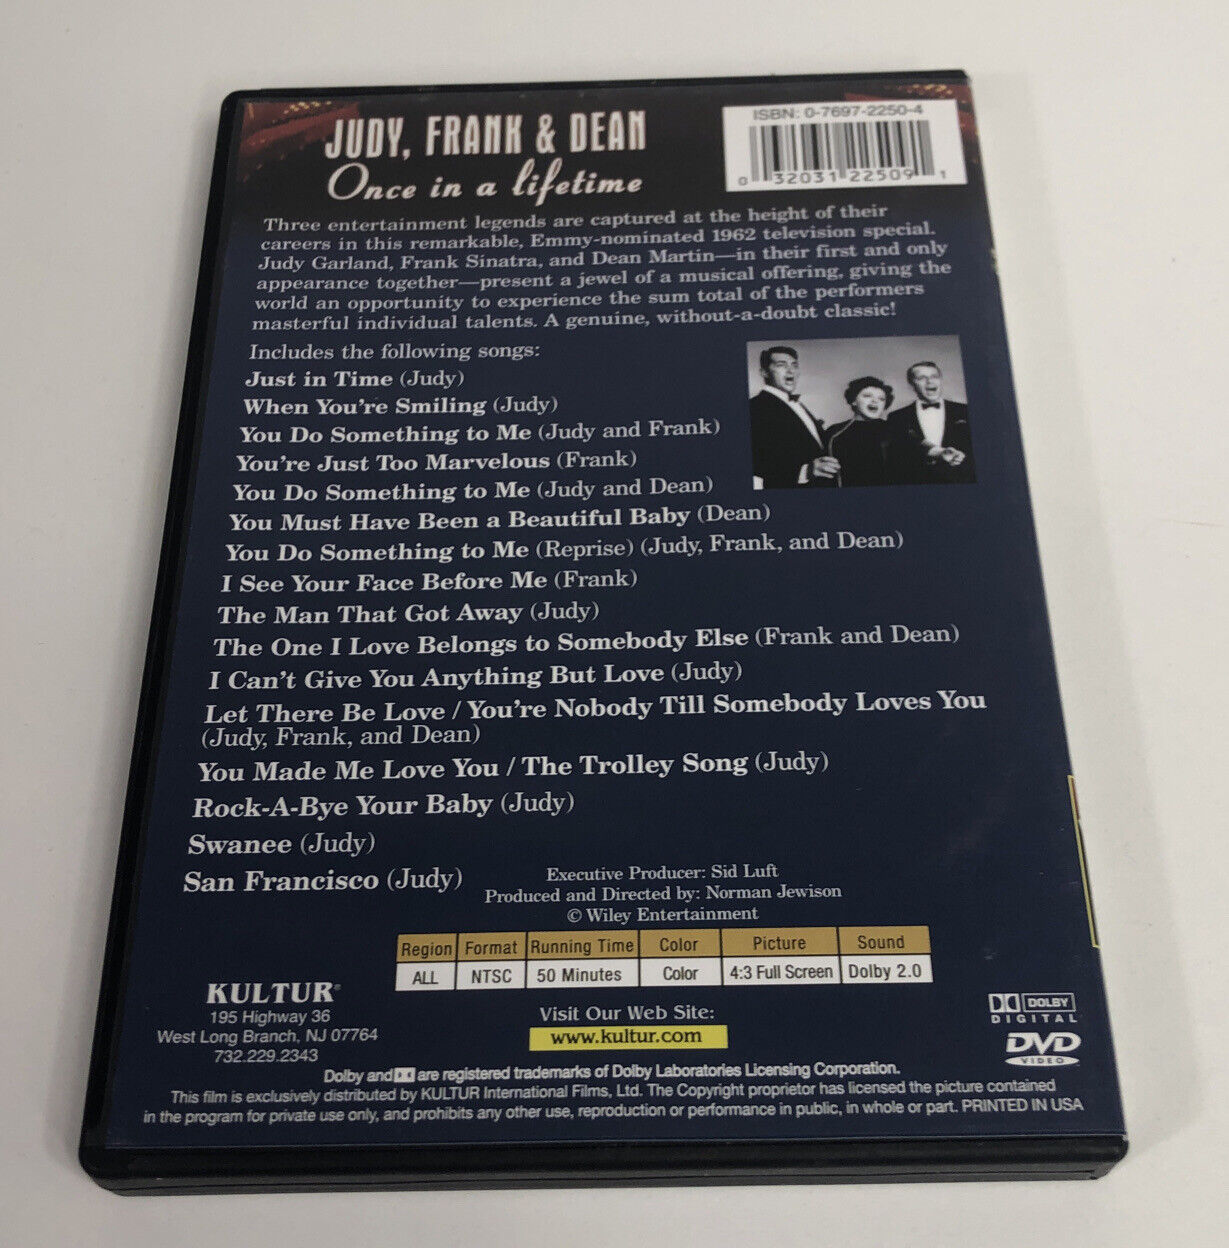 JUDY, FRANK & DEAN
Once in a lifetime
ISBN: 0-7697-2250-4
0 32031 22509 1
Three entertainment legends are captured at the height of their
careers in this remarkable, Emmy-nominated 1962 television special.
Judy Garland, Frank Sinatra, and Dean Martin—in their first and only
appearance together—present a jewel of a musical offering, giving the
world an opportunity to experience the sum total of the performers
masterful individual talents. A genuine, without-a-doubt classic!
Includes the following songs:
Just in Time (Judy)
When You're Smiling (Judy)
You Do Something to Me (Judy and Frank)
You're Just Too Marvelous (Frank)
You Do Something to Me (Judy and Dean)
You Must Have Been a Beautiful Baby (Dean)
You Do Something to Me (Reprise) (Judy, Frank, and Dean)
I See Your Face Before Me (Frank)
The Man That Got Away (Judy)
The One I Love Belongs to Somebody Else (Frank and Dean)
I Can't Give You Anything But Love (Judy)
Let There Be Love / You're Nobody Till Somebody Loves You
(Judy, Frank, and Dean)
You Made Me Love You / The Trolley Song (Judy)
Rock-A-Bye Your Baby (Judy)
Swanee (Judy)
San Francisco (Judy)
Executive Producer: Sid Luft
Produced and Directed by: Norman Jewison
© Wiley Entertainment
Region Format Running Time Color Picture Sound
ALL NTSC 50 Minutes Color 4:3 Full Screen Dolby 2.0
KULTUR®
195 Highway 36
West Long Branch, NJ 07764
732.229.2343
Visit Our Web Site:
www.kultur.com
DOLBY
DIGITAL
DVD
VIDEO
Dolby and are registered trademarks of Dolby Laboratories Licensing Corporation.
This film is exclusively distributed by KULTUR International Films, Ltd. The Copyright proprietor has licensed the picture contained
in the program for private use only, and prohibits any other use, reproduction or performance in public, in whole or part. PRINTED IN USA